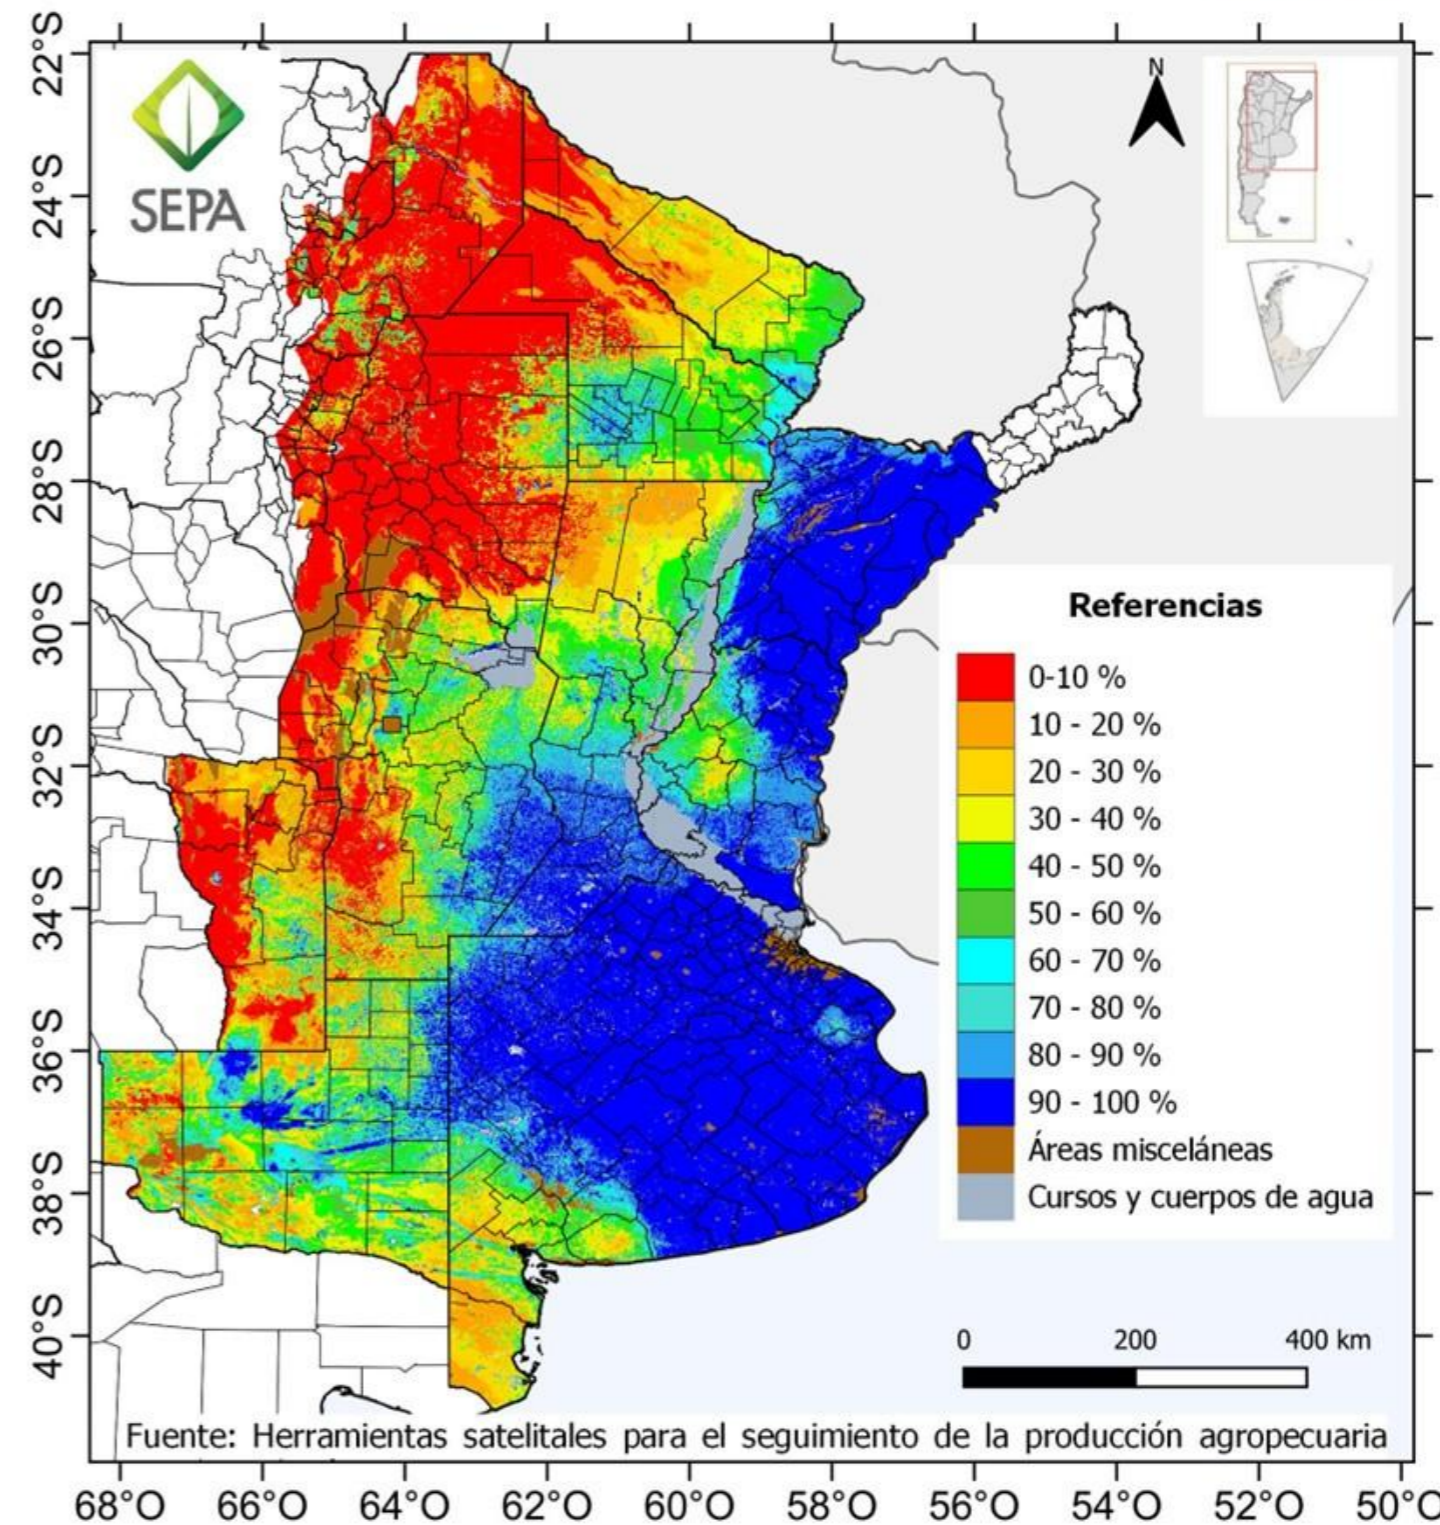 22°S
24°S
26°S
28°S
30°S
32°S
34°S
36°S
38°S
40°S
SEPA
N
Referencias
0-10 %
10 - 20 %
20 - 30 %
30 - 40 %
40 - 50 %
50 - 60 %
60 - 70 %
70 - 80 %
80 - 90 %
90 - 100 %
Áreas misceláneas
Cursos y cuerpos de agua
0 200 400 km
Fuente: Herramientas satelitales para el seguimiento de la producción agropecuaria
68°O 66°O 64°O 62°O 60°O 58°O 56°O 54°O 52°O 50°O